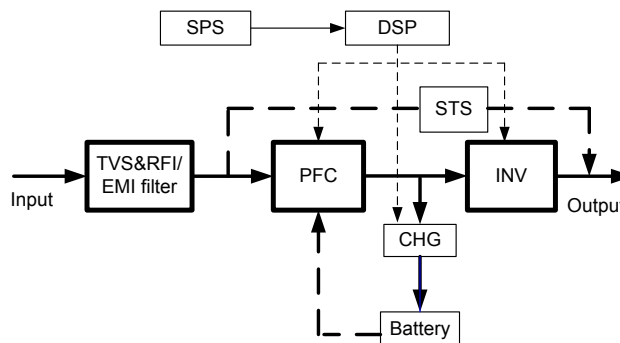 SPS
DSP
STS
TVS&RFI/
EMI filter
PFC
INV
Input
Output
CHG
Battery